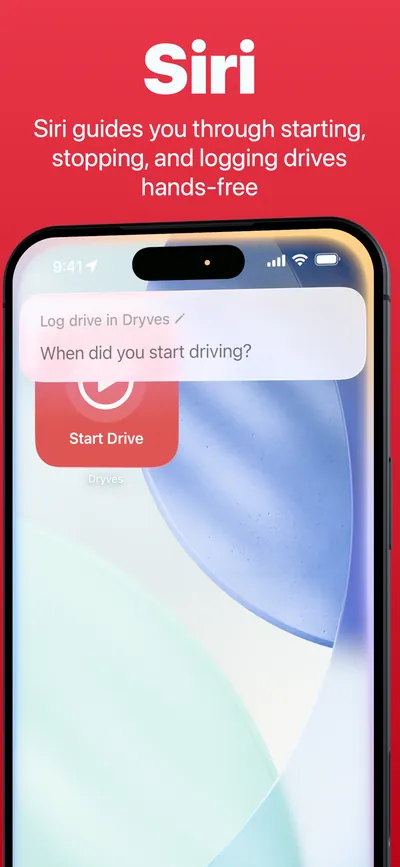 Siri
Siri guides you through starting,
stopping, and logging drives
hands-free
9:41
Log drive in Dryves
When did you start driving?
Start Drive
Dryves